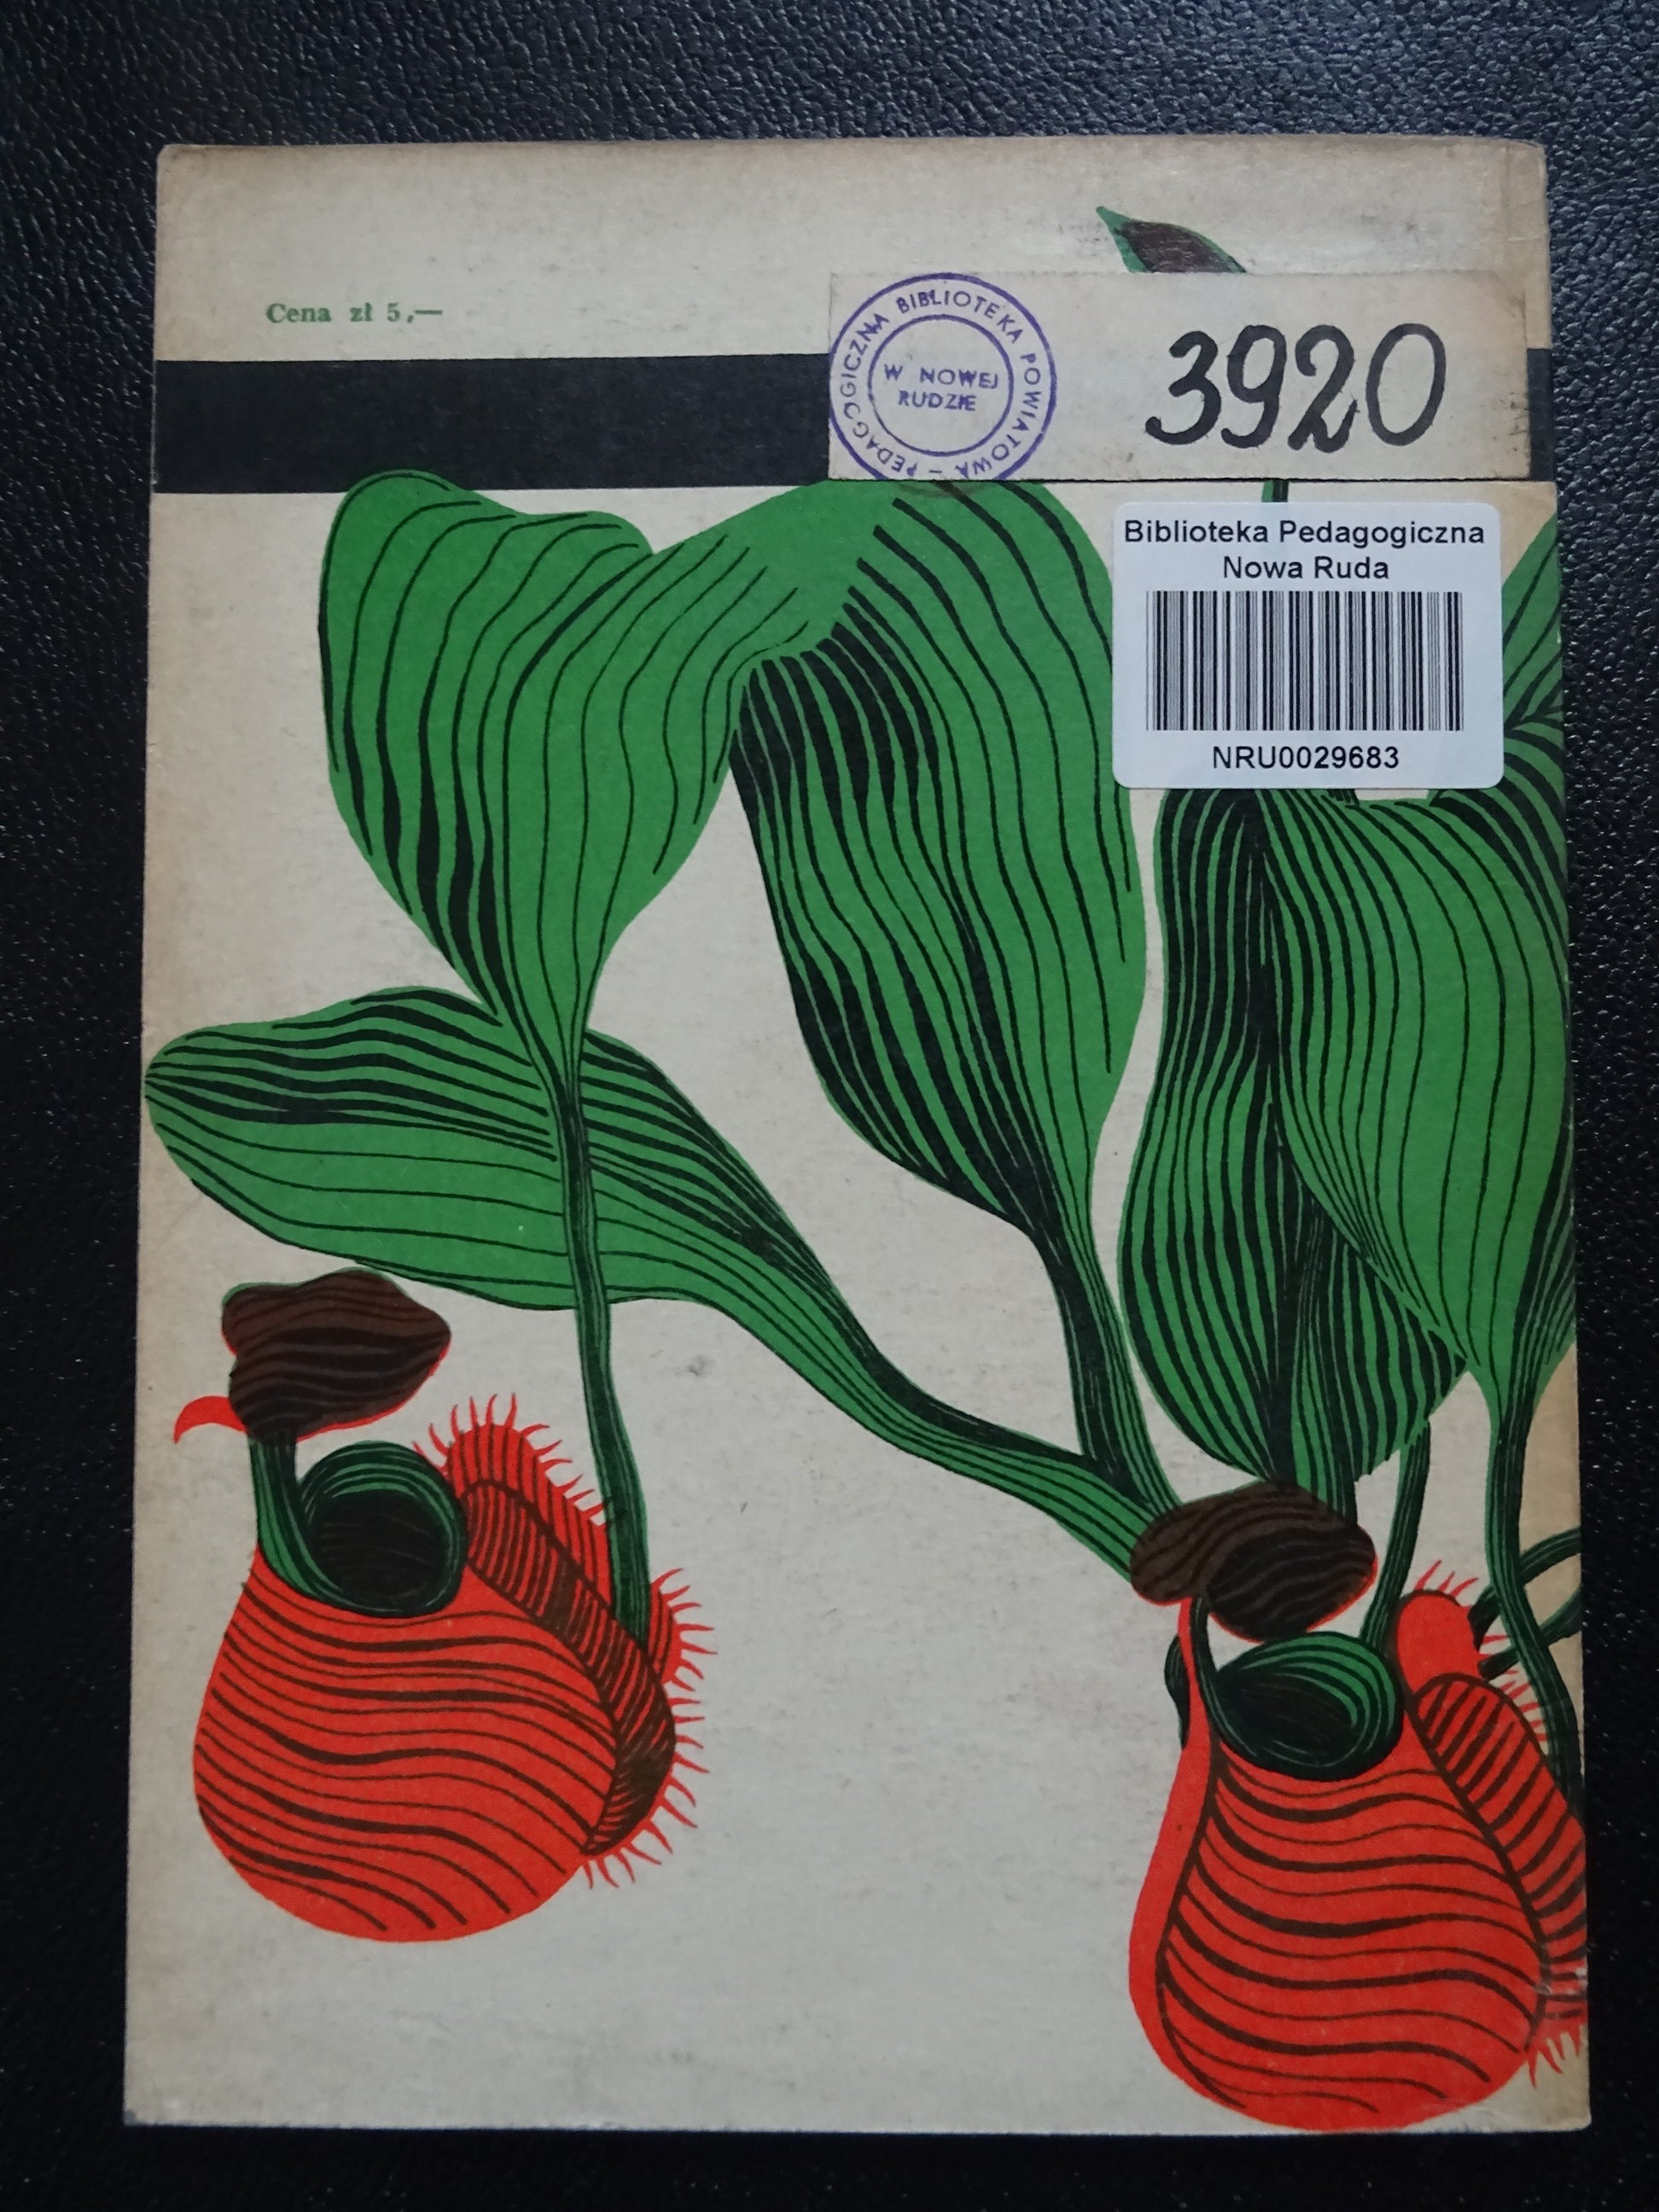 Cena zł 5,—
PEDAGOGICZNA BIBLIOTEKA POWIATOWA –
W NOWEJ
RUDZIE
3920
Biblioteka Pedagogiczna
Nowa Ruda
NRU0029683